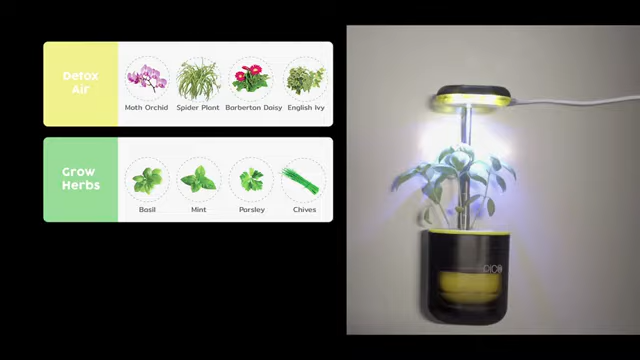 Detox
Air
Moth Orchid
Spider Plant
Barberton Daisy
English Ivy
Grow
Herbs
Basil
Mint
Parsley
Chives